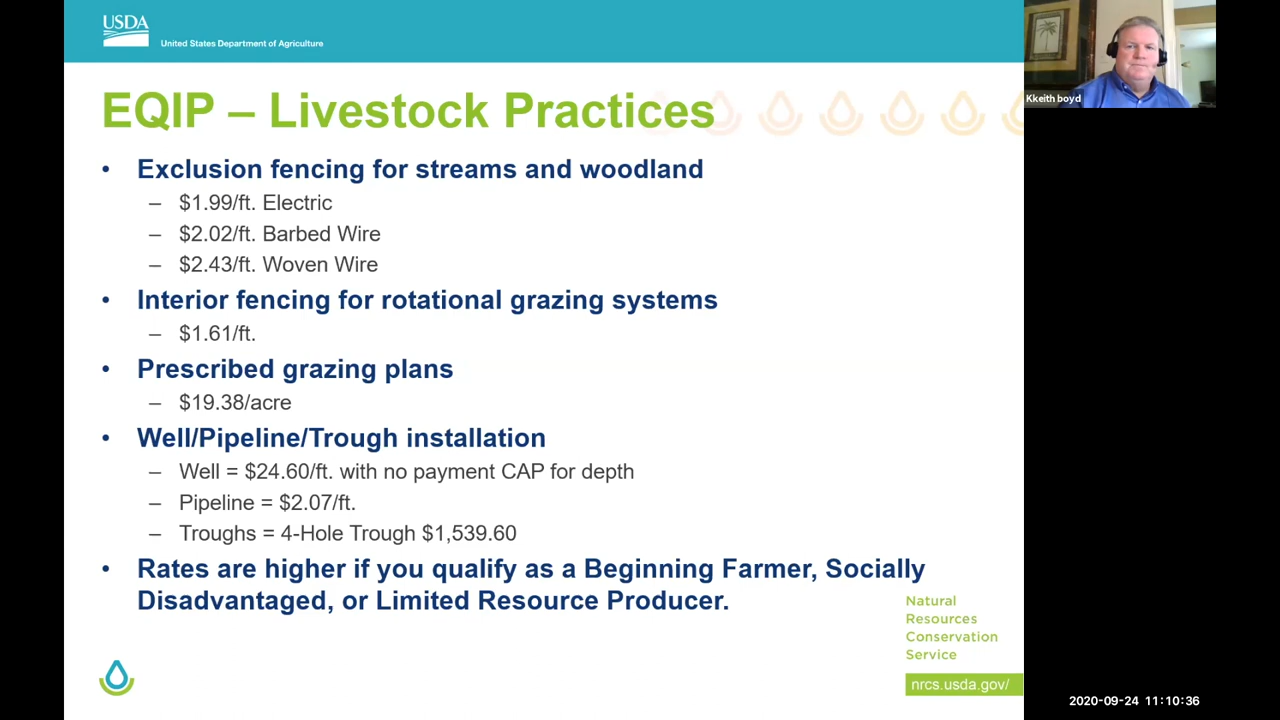 USDA
United States Department of Agriculture
Kkeith boyd
EQIP – Livestock Practices
• Exclusion fencing for streams and woodland
– $1.99/ft. Electric
– $2.02/ft. Barbed Wire
– $2.43/ft. Woven Wire
• Interior fencing for rotational grazing systems
– $1.61/ft.
• Prescribed grazing plans
– $19.38/acre
• Well/Pipeline/Trough installation
– Well = $24.60/ft. with no payment CAP for depth
– Pipeline = $2.07/ft.
– Troughs = 4-Hole Trough $1,539.60
• Rates are higher if you qualify as a Beginning Farmer, Socially
Disadvantaged, or Limited Resource Producer.
Natural
Resources
Conservation
Service
nrcs.usda.gov/
2020-09-24 11:10:36